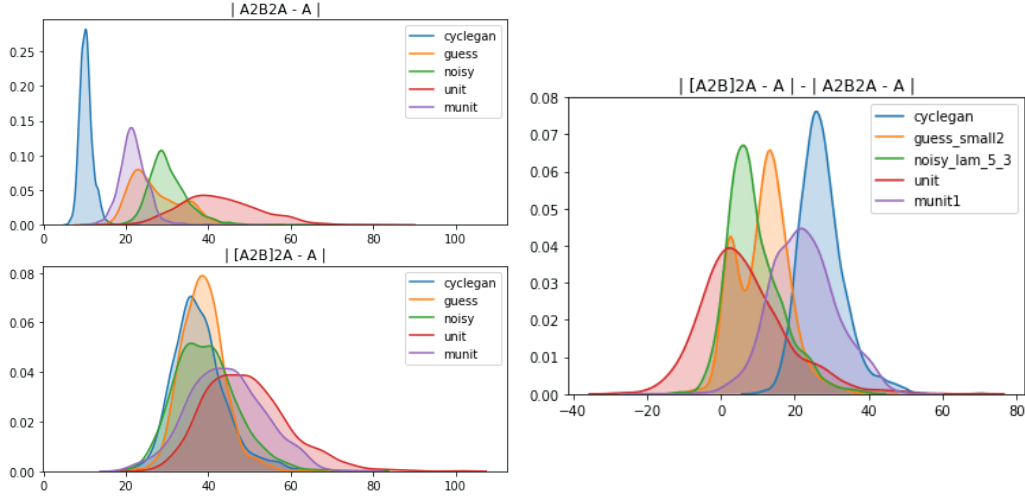 | A2B2A - A |
0.25
0.20
0.15
0.10
0.05
0.00
0 20 40 60 80 100
cyclegan
guess
noisy
unit
munit
| [A2B]2A - A |
0.08
0.06
0.04
0.02
0.00
0 20 40 60 80 100
cyclegan
guess
noisy
unit
munit
| [A2B]2A - A | - | A2B2A - A |
0.08
0.07
0.06
0.05
0.04
0.03
0.02
0.01
0.00
−40 −20 0 20 40 60 80
cyclegan
guess_small2
noisy_lam_5_3
unit
munit1